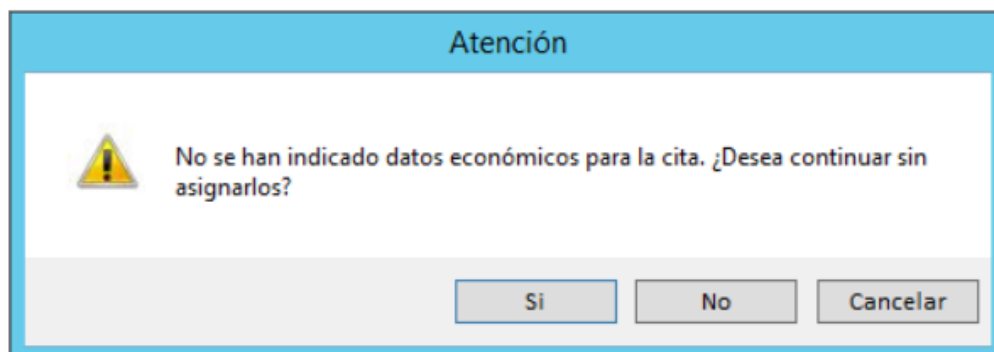 Atención
No se han indicado datos económicos para la cita. ¿Desea continuar sin
asignarlos?
Si
No
Cancelar